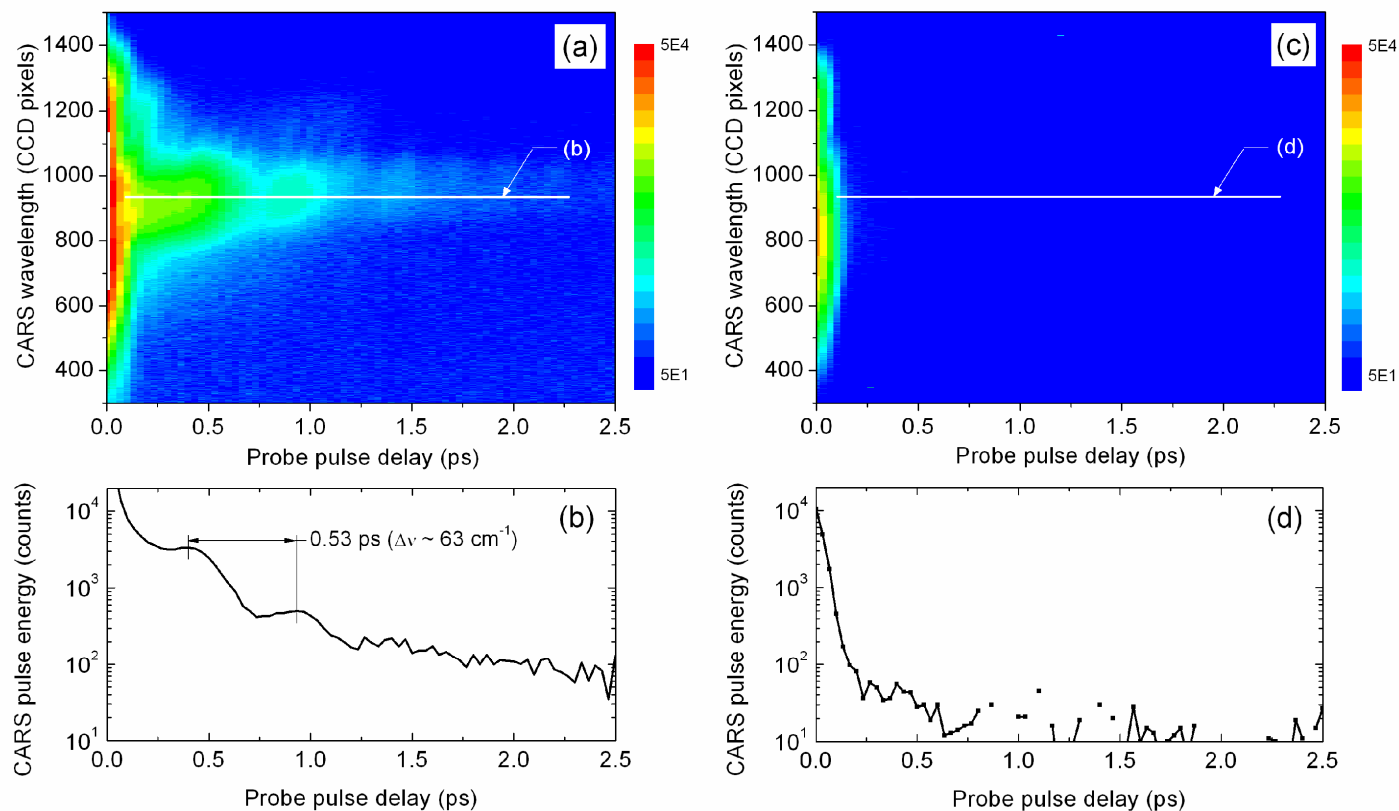 (a)
5E4
5E1
CARS wavelength (CCD pixels)
1400
1200
1000
800
600
400
(b)
0.0 0.5 1.0 1.5 2.0 2.5
Probe pulse delay (ps)
(c)
5E4
5E1
CARS wavelength (CCD pixels)
1400
1200
1000
800
600
400
(d)
0.0 0.5 1.0 1.5 2.0 2.5
Probe pulse delay (ps)
(b)
CARS pulse energy (counts)
10⁴
10³
10²
10¹
0.53 ps (Δν ~ 63 cm⁻¹)
0.0 0.5 1.0 1.5 2.0 2.5
Probe pulse delay (ps)
(d)
CARS pulse energy (counts)
10⁴
10³
10²
10¹
0.0 0.5 1.0 1.5 2.0 2.5
Probe pulse delay (ps)